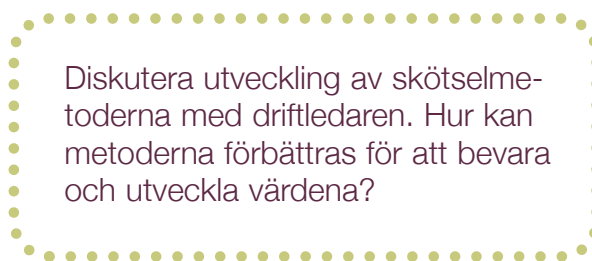 Diskutera utveckling av skötselme-
toderna med driftledaren. Hur kan
metoderna förbättras för att bevara
och utveckla värdena?